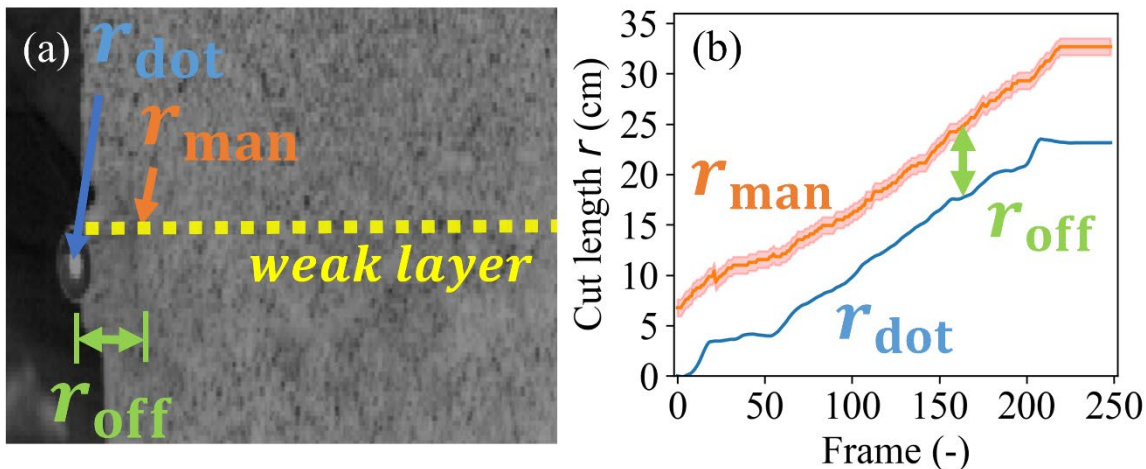 (a)
r_dot
r_man
weak layer
r_off
(b)
Cut length r (cm)
35
30
25
20
15
10
5
0
r_man
r_off
r_dot
0 50 100 150 200 250
Frame (-)